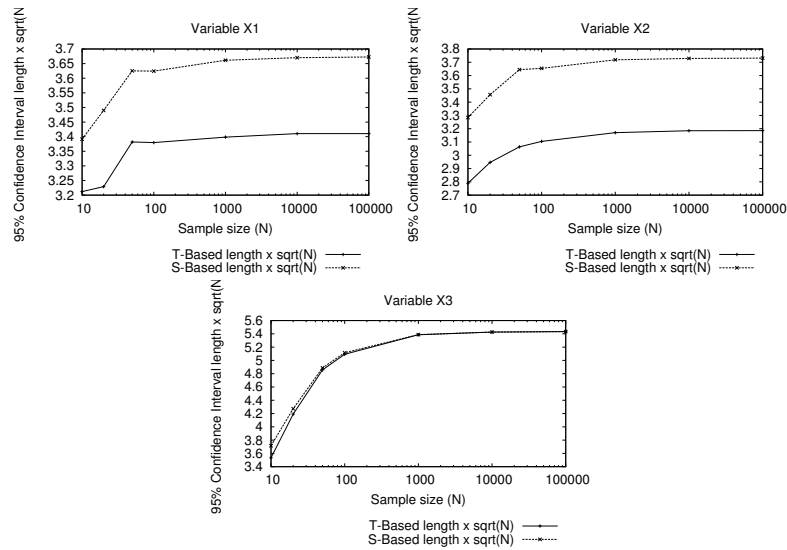 Variable X1
95% Confidence Interval length x sqrt(N
3.7
3.65
3.6
3.55
3.5
3.45
3.4
3.35
3.3
3.25
3.2
10 100 1000 10000 100000
Sample size (N)
T-Based length x sqrt(N)
S-Based length x sqrt(N)
Variable X2
95% Confidence Interval length x sqrt(N
3.8
3.7
3.6
3.5
3.4
3.3
3.2
3.1
3
2.9
2.8
2.7
10 100 1000 10000 100000
Sample size (N)
T-Based length x sqrt(N)
S-Based length x sqrt(N)
Variable X3
95% Confidence Interval length x sqrt(N
5.6
5.4
5.2
5
4.8
4.6
4.4
4.2
4
3.8
3.6
3.4
10 100 1000 10000 100000
Sample size (N)
T-Based length x sqrt(N)
S-Based length x sqrt(N)